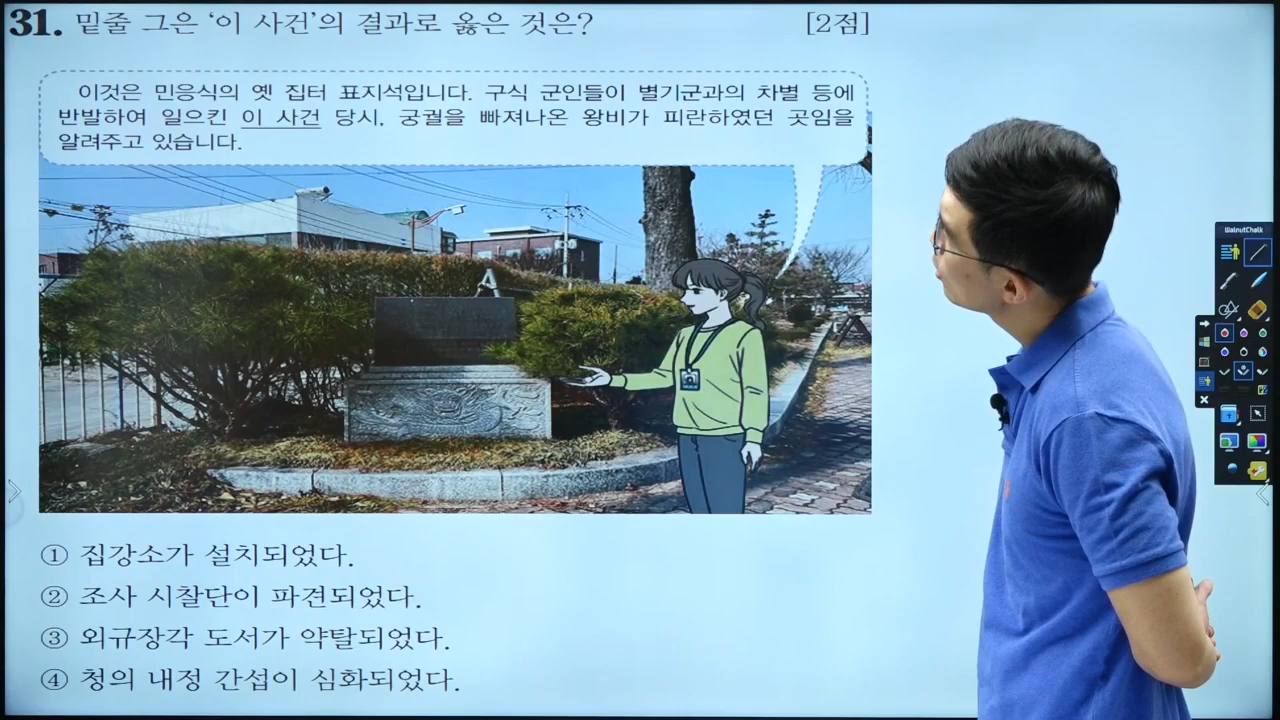 31. 밑줄 그은 ‘이 사건’의 결과로 옳은 것은? [2점]
이것은 민응식의 옛 집터 표지석입니다. 구식 군인들이 별기군과의 차별 등에
반발하여 일으킨 이 사건 당시, 궁궐을 빠져나온 왕비가 피란하였던 곳임을
알려주고 있습니다.
WalnutChalk
① 집강소가 설치되었다.
② 조사 시찰단이 파견되었다.
③ 외규장각 도서가 약탈되었다.
④ 청의 내정 간섭이 심화되었다.